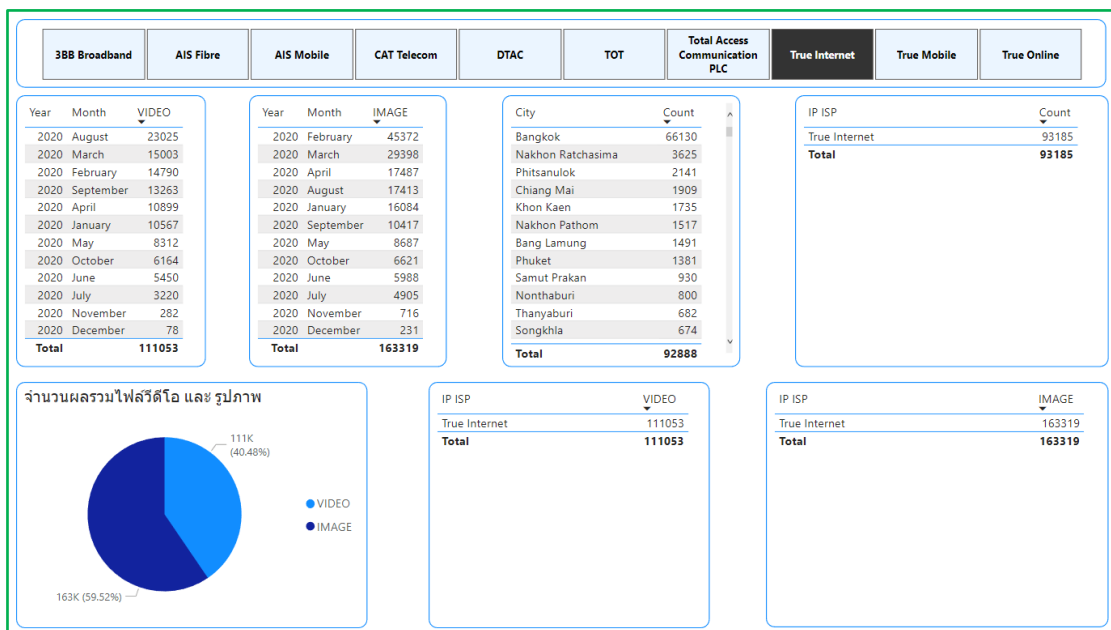 3BB Broadband
AIS Fibre
AIS Mobile
CAT Telecom
DTAC
TOT
Total Access
Communication
PLC
True Internet
True Mobile
True Online
Year Month VIDEO
2020 August 23025
2020 March 15003
2020 February 14790
2020 September 13263
2020 April 10899
2020 January 10567
2020 May 8312
2020 October 6164
2020 June 5450
2020 July 3220
2020 November 282
2020 December 78
Total 111053
Year Month IMAGE
2020 February 45372
2020 March 29398
2020 April 17487
2020 August 17413
2020 January 16084
2020 September 10417
2020 May 8687
2020 October 6621
2020 June 5988
2020 July 4905
2020 November 716
2020 December 231
Total 163319
City Count
Bangkok 66130
Nakhon Ratchasima 3625
Phitsanulok 2141
Chiang Mai 1909
Khon Kaen 1735
Nakhon Pathom 1517
Bang Lamung 1491
Phuket 1381
Samut Prakan 930
Nonthaburi 800
Thanyaburi 682
Songkhla 674
Total 92888
IP ISP Count
True Internet 93185
Total 93185
จำนวนผลรวมไฟล์วีดีโอ และ รูปภาพ
111K
(40.48%)
VIDEO
IMAGE
163K (59.52%)
IP ISP VIDEO
True Internet 111053
Total 111053
IP ISP IMAGE
True Internet 163319
Total 163319